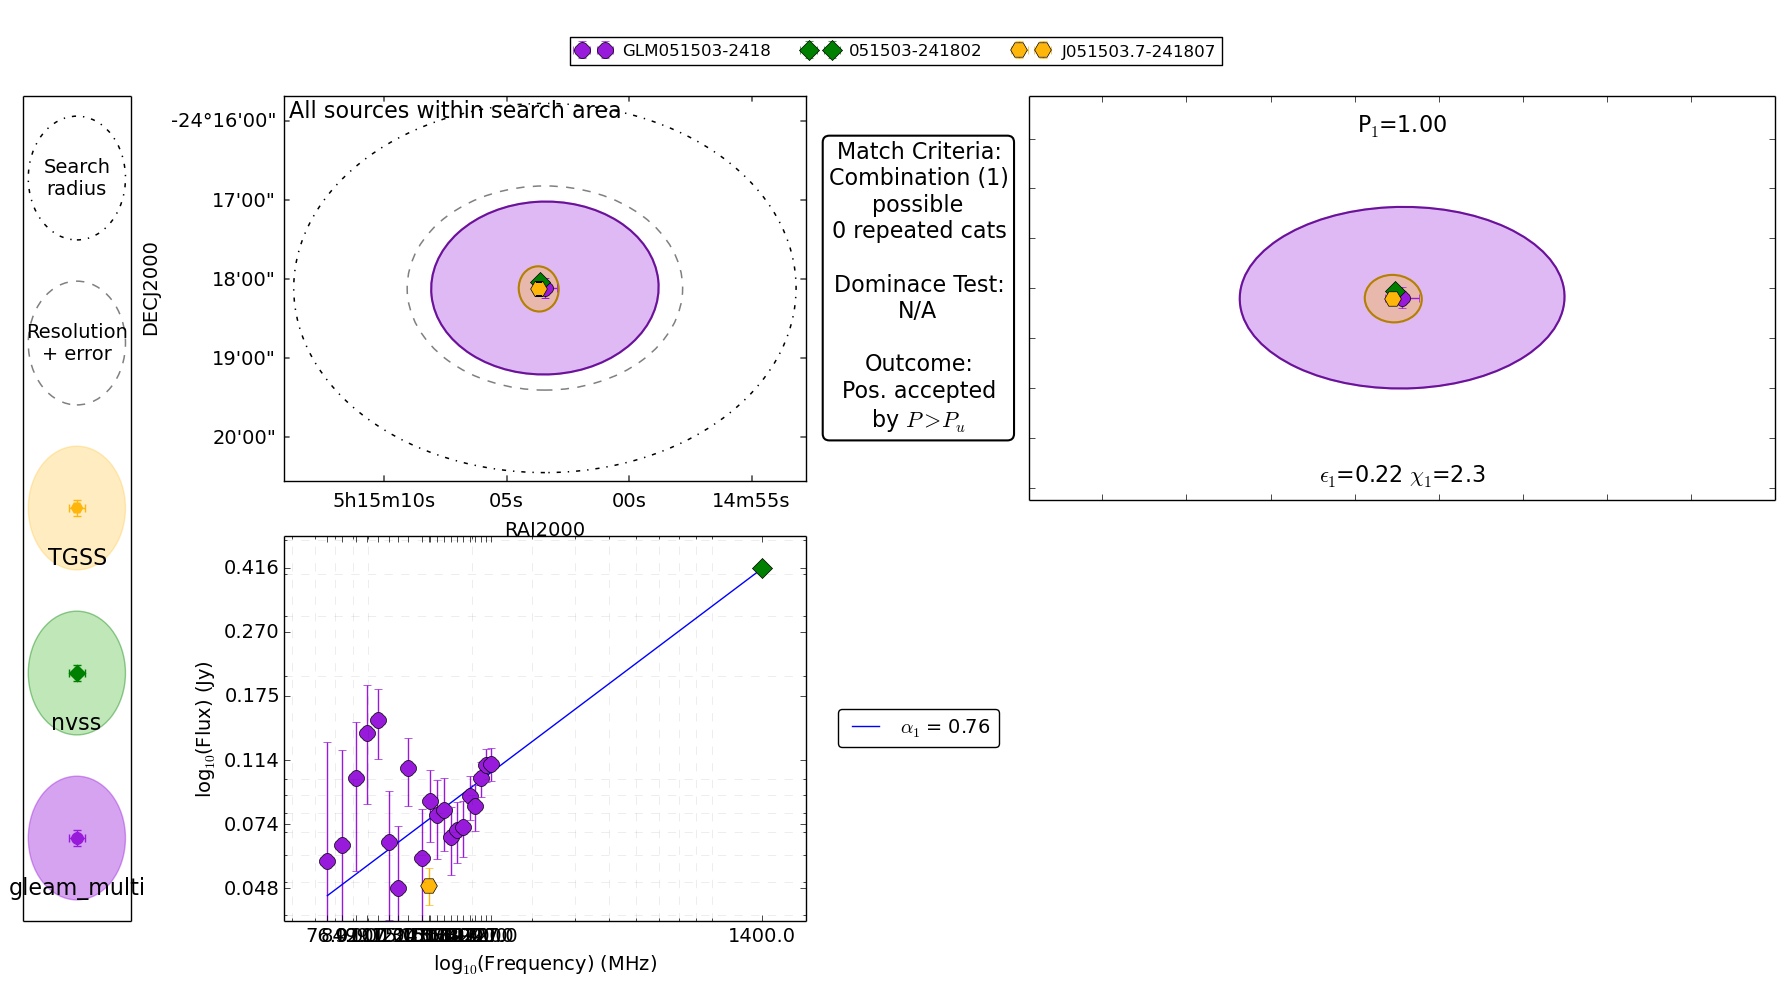 GLM051503-2418 051503-241802 J051503.7-241807
Search
radius
Resolution
+ error
TGSS
nvss
gleam_multi
All sources within search area
-24°16'00"
17'00"
18'00"
19'00"
20'00"
DECJ2000
5h15m10s 05s 00s 14m55s
RAJ2000
Match Criteria:
Combination (1)
possible
0 repeated cats
Dominace Test:
N/A
Outcome:
Pos. accepted
by P>Pu
P1=1.00
ϵ1=0.22 χ1=2.3
0.416
0.270
0.175
0.114
0.074
0.048
log10(Flux) (Jy)
1400.0
log10(Frequency) (MHz)
α1 = 0.76